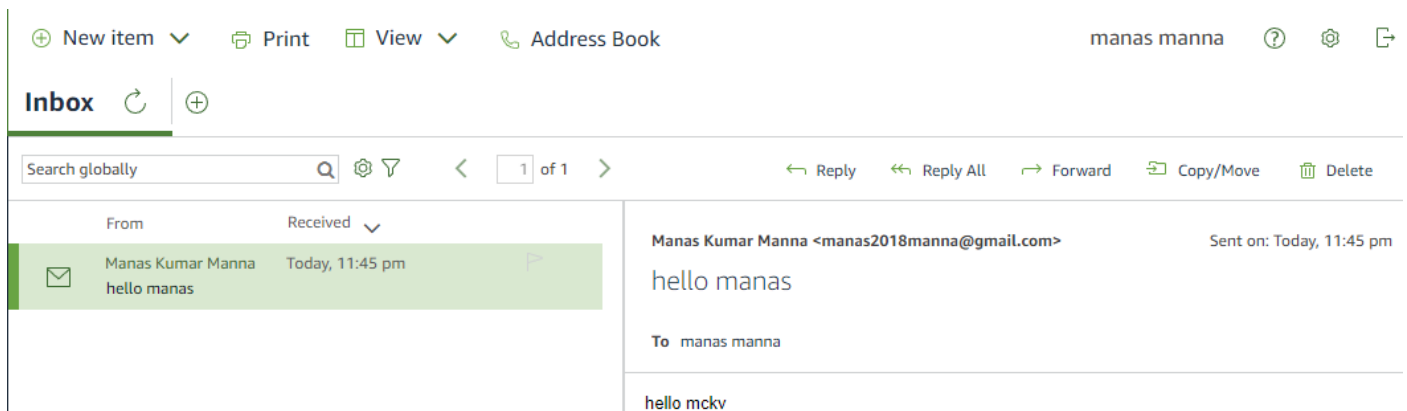 New item Print View Address Book manas manna
Inbox
Search globally 1 of 1 Reply Reply All Forward Copy/Move Delete
From Received
Manas Kumar Manna Today, 11:45 pm
hello manas
Manas Kumar Manna <manas2018manna@gmail.com> Sent on: Today, 11:45 pm
hello manas
To manas manna
hello mckv